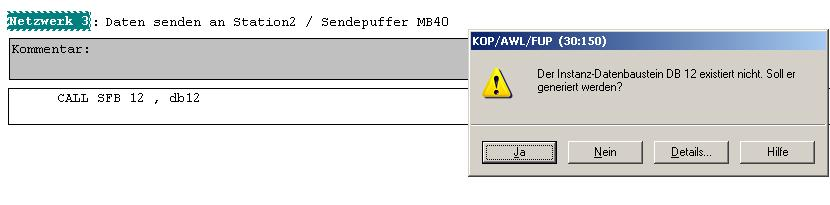 Netzwerk 3: Daten senden an Station2 / Sendepuffer MB40
Kommentar:
CALL SFB 12 , db12
KOP/AWL/FUP (30:150)
Der Instanz-Datenbaustein DB 12 existiert nicht. Soll er
generiert werden?
Ja
Nein
Details...
Hilfe